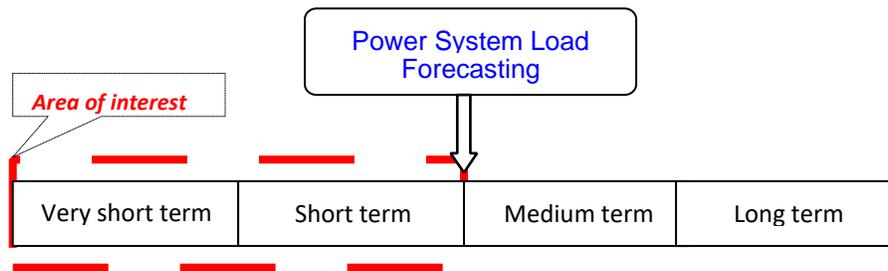 Power System Load
Forecasting
Area of interest
Very short term
Short term
Medium term
Long term